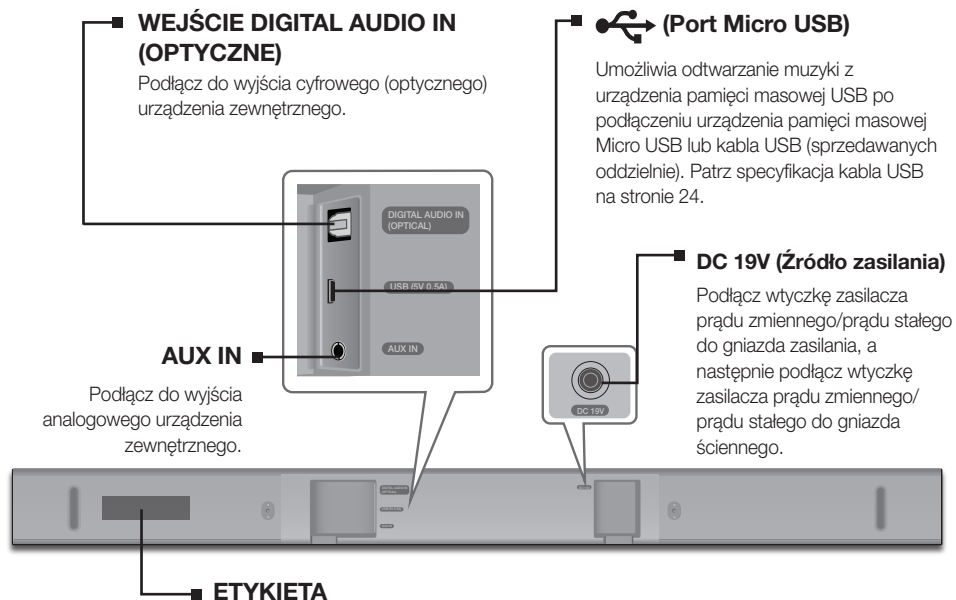 WEJŚCIE DIGITAL AUDIO IN
(OPTYCZNE)
Podłącz do wyjścia cyfrowego (optycznego)
urządzenia zewnętrznego.
(Port Micro USB)
Umożliwia odtwarzanie muzyki z
urządzenia pamięci masowej USB po
podłączeniu urządzenia pamięci masowej
Micro USB lub kabla USB (sprzedawanych
oddzielnie). Patrz specyfikacja kabla USB
na stronie 24.
DIGITAL AUDIO IN
(OPTICAL)
USB (5V 0.5A)
AUX IN
AUX IN
Podłącz do wyjścia
analogowego urządzenia
zewnętrznego.
DC 19V (Źródło zasilania)
Podłącz wtyczkę zasilacza
prądu zmiennego/prądu stałego
do gniazda zasilania, a
następnie podłącz wtyczkę
zasilacza prądu zmiennego/
prądu stałego do gniazda
ściennego.
DC 19V
ETYKIETA